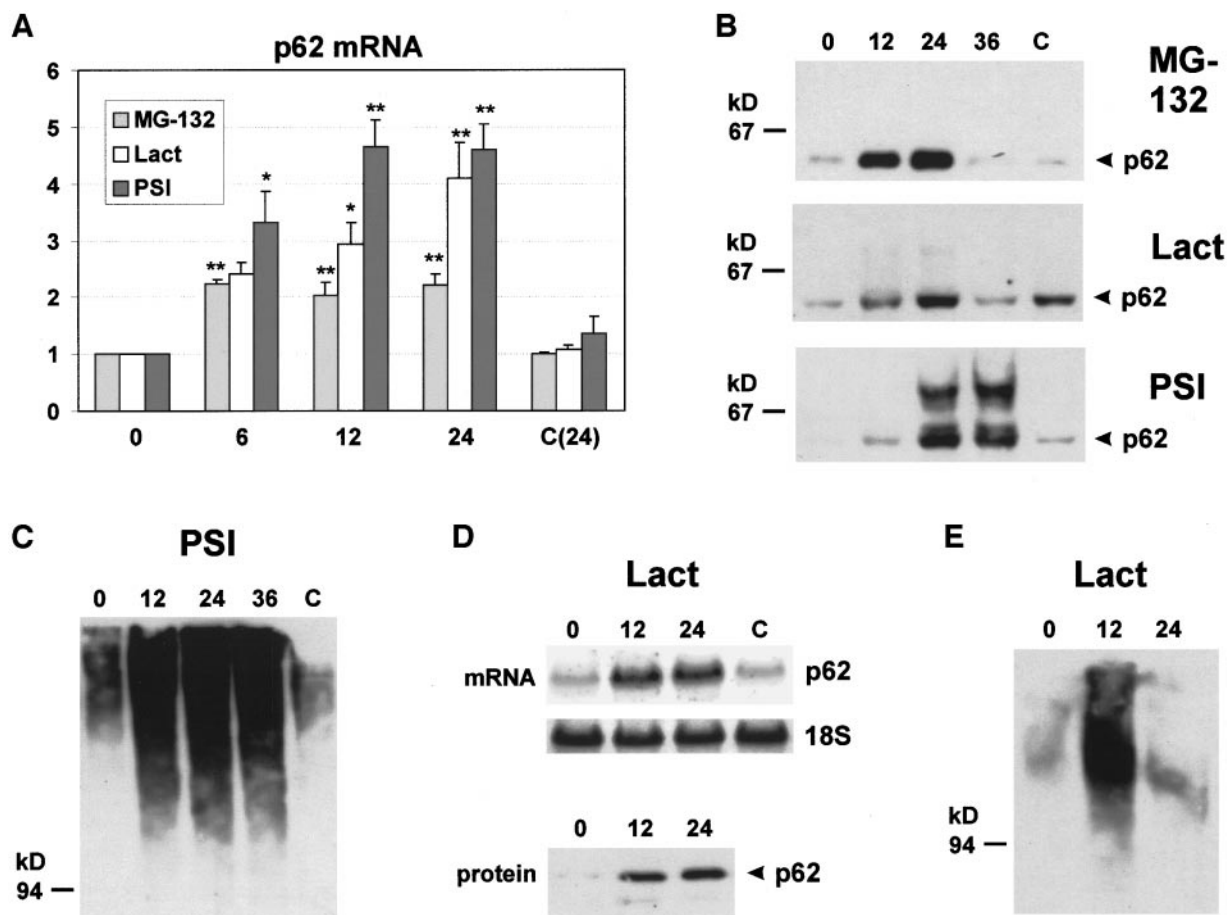 A
p62 mRNA
6
5
4
3
2
1
0
MG-132
Lact
PSI
** * ** * ** ** ** **
0 6 12 24 C(24)
B
0 12 24 36 C
MG-
132
kD
67
p62
Lact
kD
67
p62
PSI
kD
67
p62
C
PSI
0 12 24 36 C
kD
94
D
Lact
0 12 24 C
mRNA p62
18S
0 12 24
protein p62
E
Lact
0 12 24
kD
94